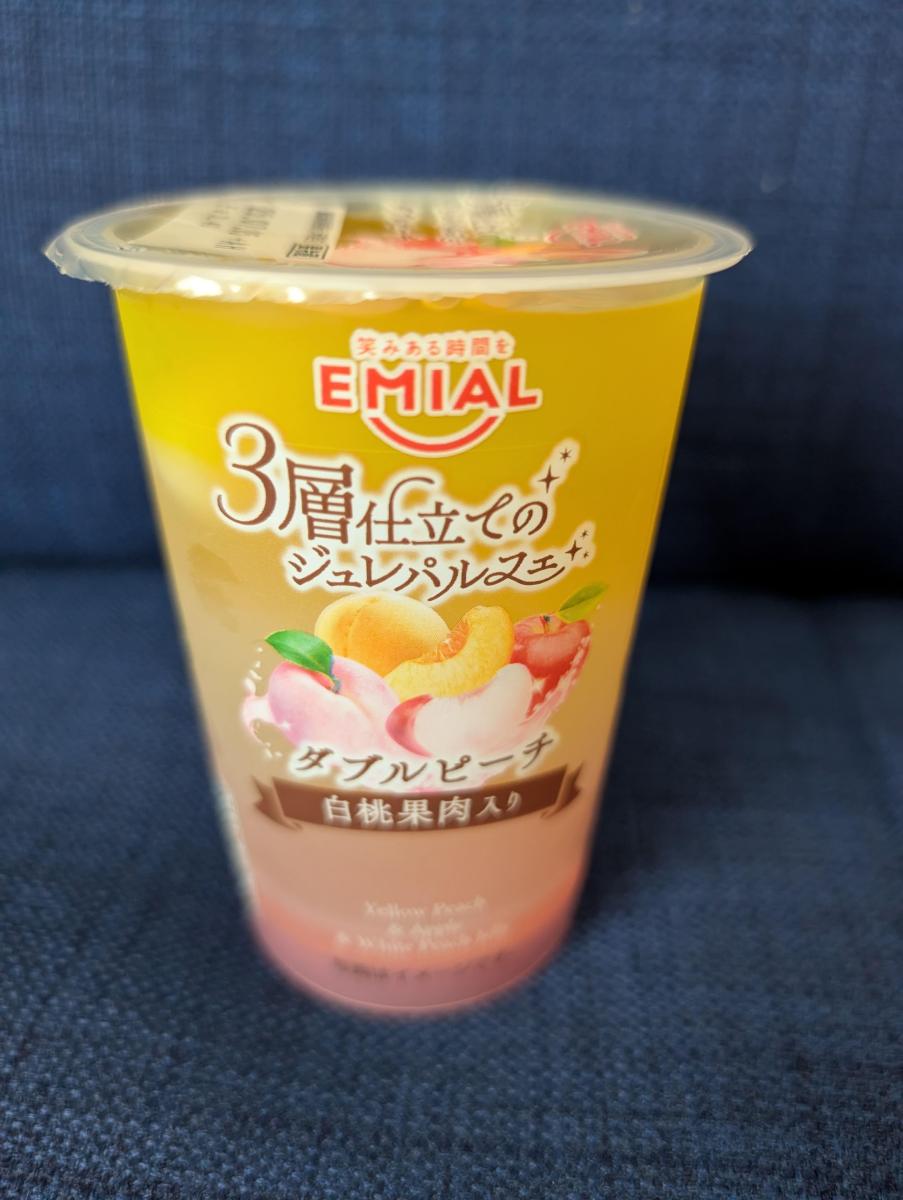 笑みある時間を
EMIAL
3層仕立ての
ジュレパルフェ
ダブルピーチ
白桃果肉入り
Yellow Peach
& Apple
& White Peach Jelly